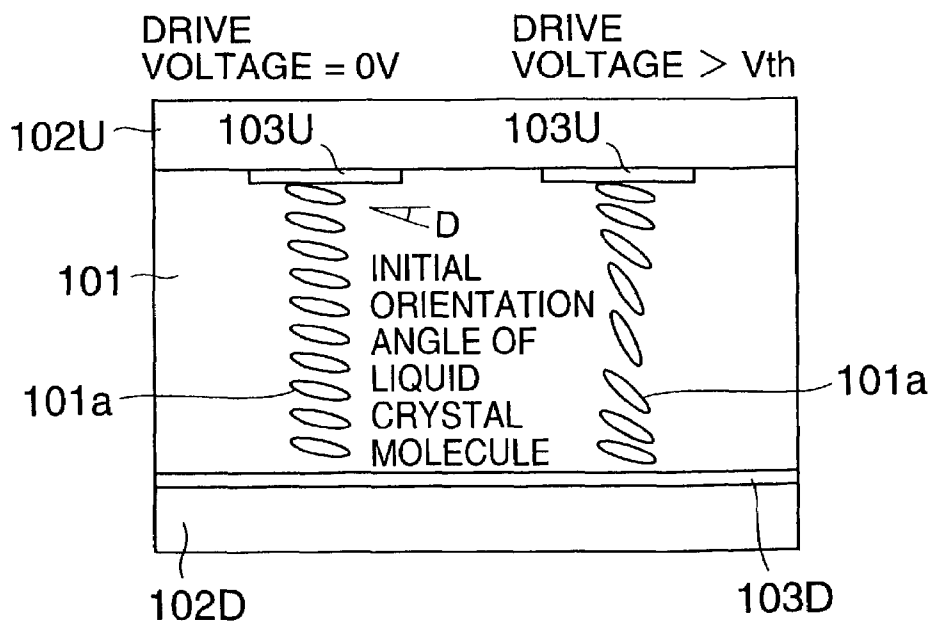 DRIVE
VOLTAGE = 0V
DRIVE
VOLTAGE > Vth
102U
103U
103U
D
101
INITIAL
ORIENTATION
ANGLE OF
LIQUID
CRYSTAL
MOLECULE
101a
101a
102D
103D